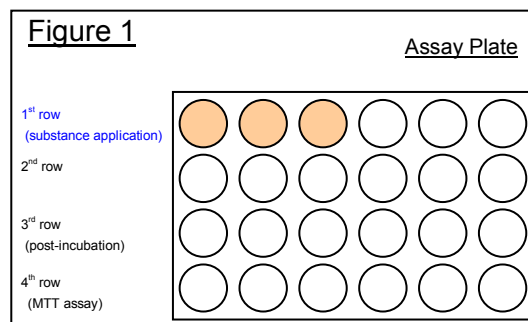 Figure 1
Assay Plate
1st row
(substance application)
2nd row
3rd row
(post-incubation)
4th row
(MTT assay)